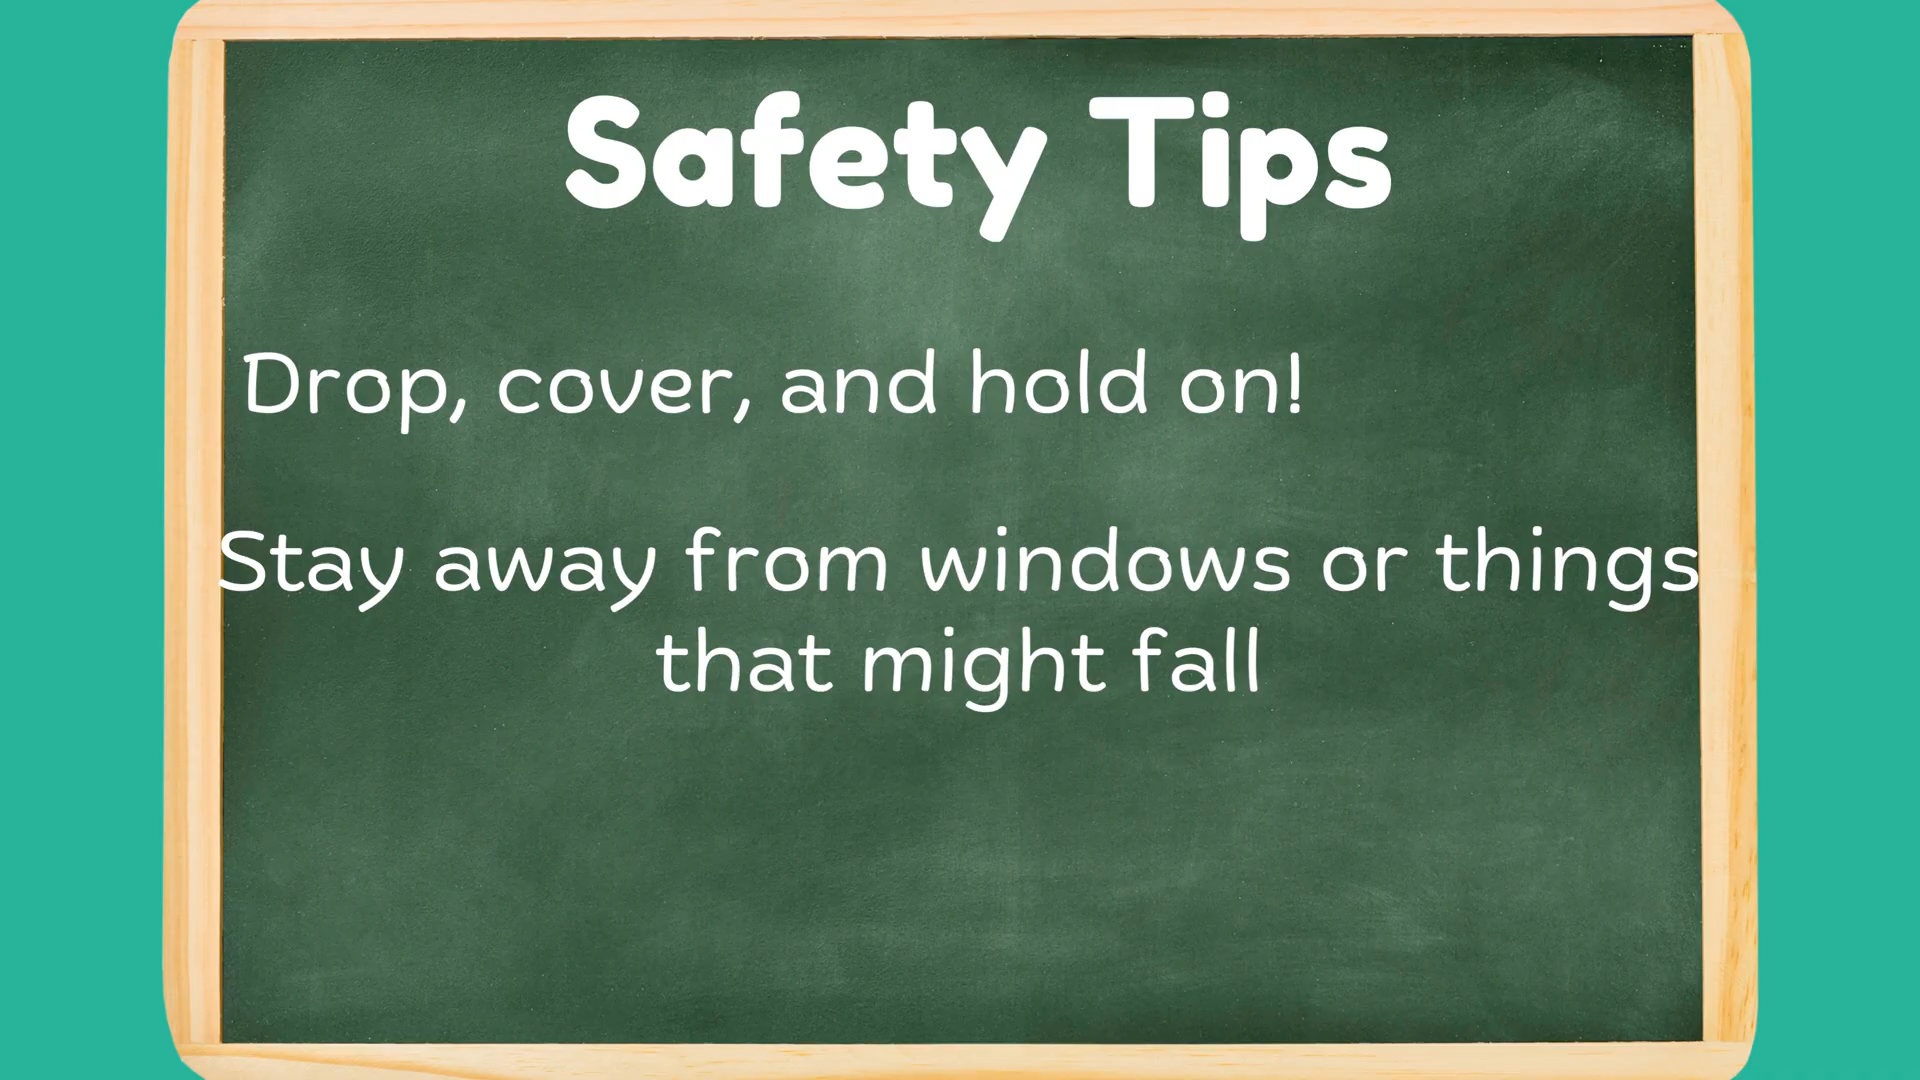 Safety Tips
Drop, cover, and hold on!
Stay away from windows or things
that might fall